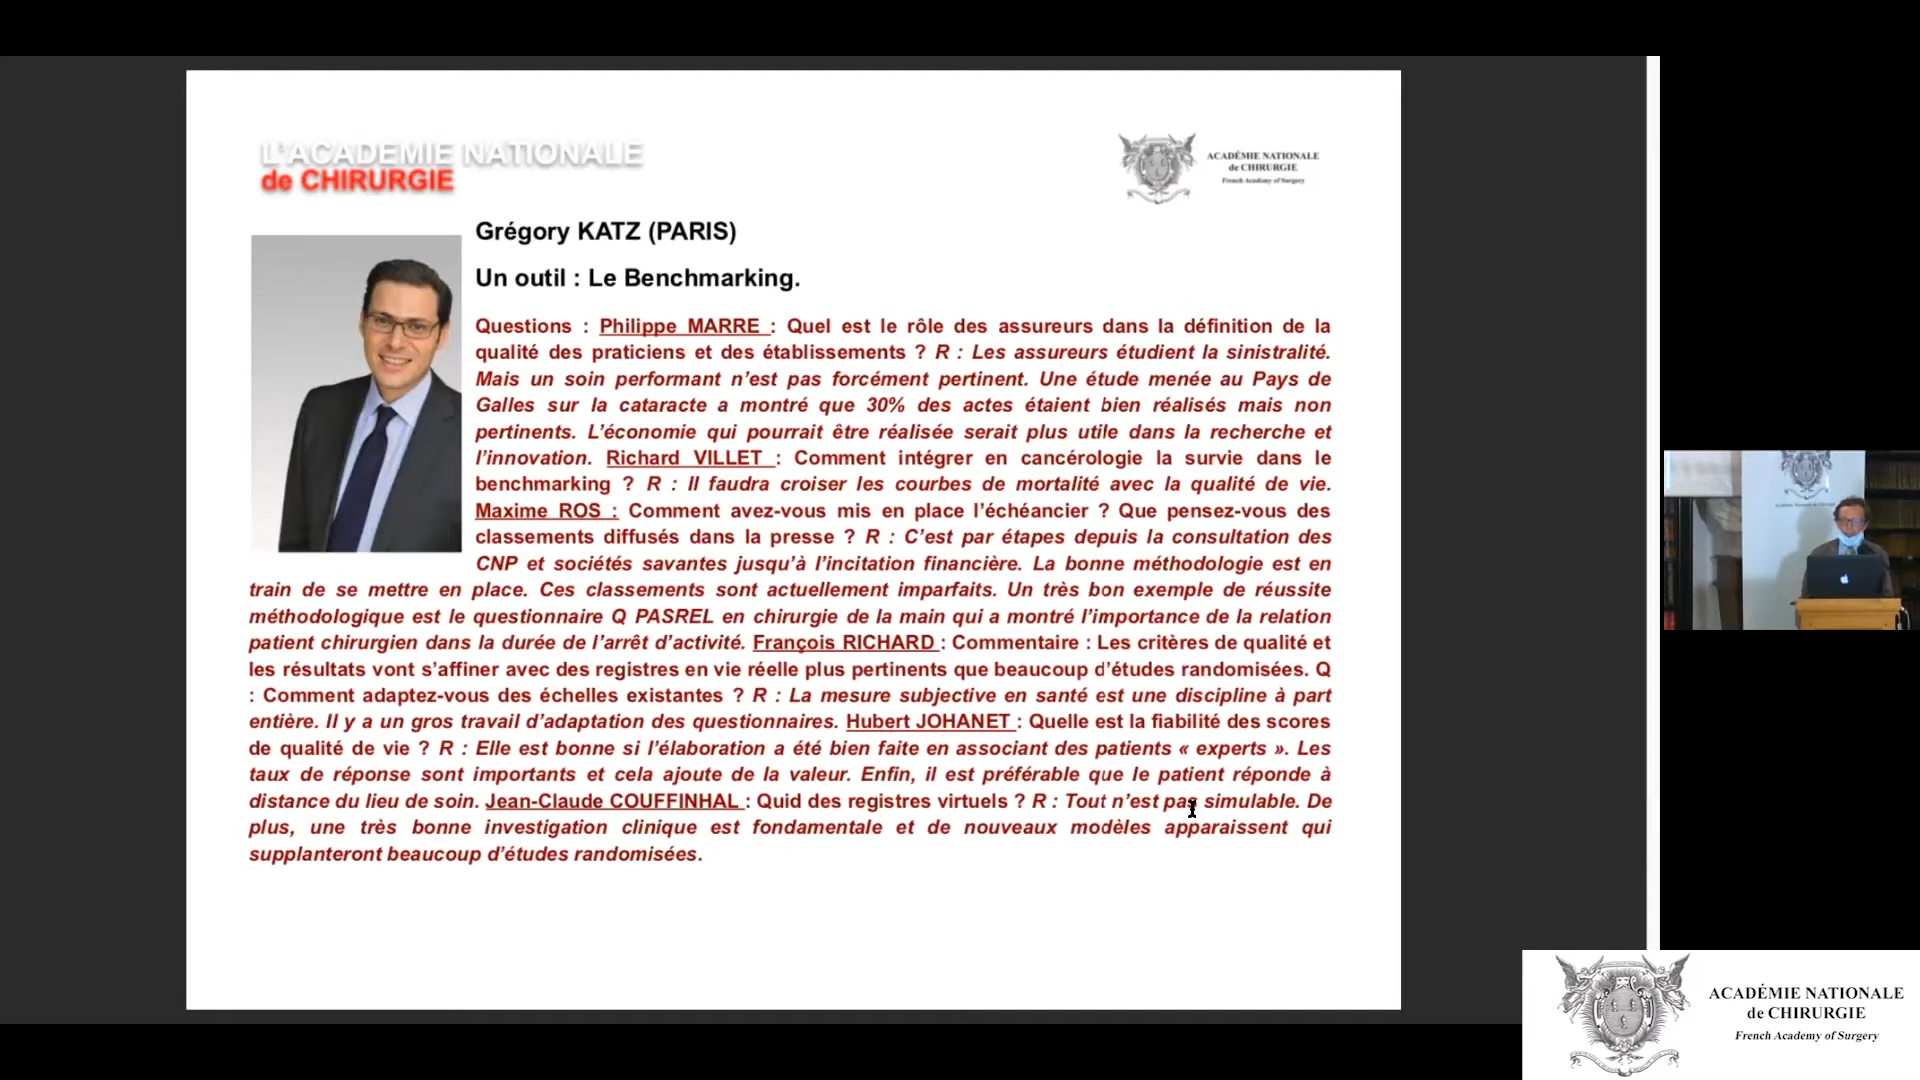 L'ACADEMIE NATIONALE
de CHIRURGIE
ACADÉMIE NATIONALE
de CHIRURGIE
French Academy of Surgery
Grégory KATZ (PARIS)
Un outil : Le Benchmarking.
Questions : Philippe MARRE : Quel est le rôle des assureurs dans la définition de la
qualité des praticiens et des établissements ? R : Les assureurs étudient la sinistralité.
Mais un soin performant n'est pas forcément pertinent. Une étude menée au Pays de
Galles sur la cataracte a montré que 30% des actes étaient bien réalisés mais non
pertinents. L'économie qui pourrait être réalisée serait plus utile dans la recherche et
l'innovation. Richard VILLET : Comment intégrer en cancérologie la survie dans le
benchmarking ? R : Il faudra croiser les courbes de mortalité avec la qualité de vie.
Maxime ROS : Comment avez-vous mis en place l'échéancier ? Que pensez-vous des
classements diffusés dans la presse ? R : C'est par étapes depuis la consultation des
CNP et sociétés savantes jusqu'à l'incitation financière. La bonne méthodologie est en
train de se mettre en place. Ces classements sont actuellement imparfaits. Un très bon exemple de réussite
méthodologique est le questionnaire Q PASREL en chirurgie de la main qui a montré l'importance de la relation
patient chirurgien dans la durée de l'arrêt d'activité. François RICHARD : Commentaire : Les critères de qualité et
les résultats vont s'affiner avec des registres en vie réelle plus pertinents que beaucoup d'études randomisées. Q
: Comment adaptez-vous des échelles existantes ? R : La mesure subjective en santé est une discipline à part
entière. Il y a un gros travail d'adaptation des questionnaires. Hubert JOHANET : Quelle est la fiabilité des scores
de qualité de vie ? R : Elle est bonne si l'élaboration a été bien faite en associant des patients « experts ». Les
taux de réponse sont importants et cela ajoute de la valeur. Enfin, il est préférable que le patient réponde à
distance du lieu de soin. Jean-Claude COUFFINHAL : Quid des registres virtuels ? R : Tout n'est pas simulable. De
plus, une très bonne investigation clinique est fondamentale et de nouveaux modèles apparaissent qui
supplanteront beaucoup d'études randomisées.
ACADÉMIE NATIONALE
de CHIRURGIE
French Academy of Surgery